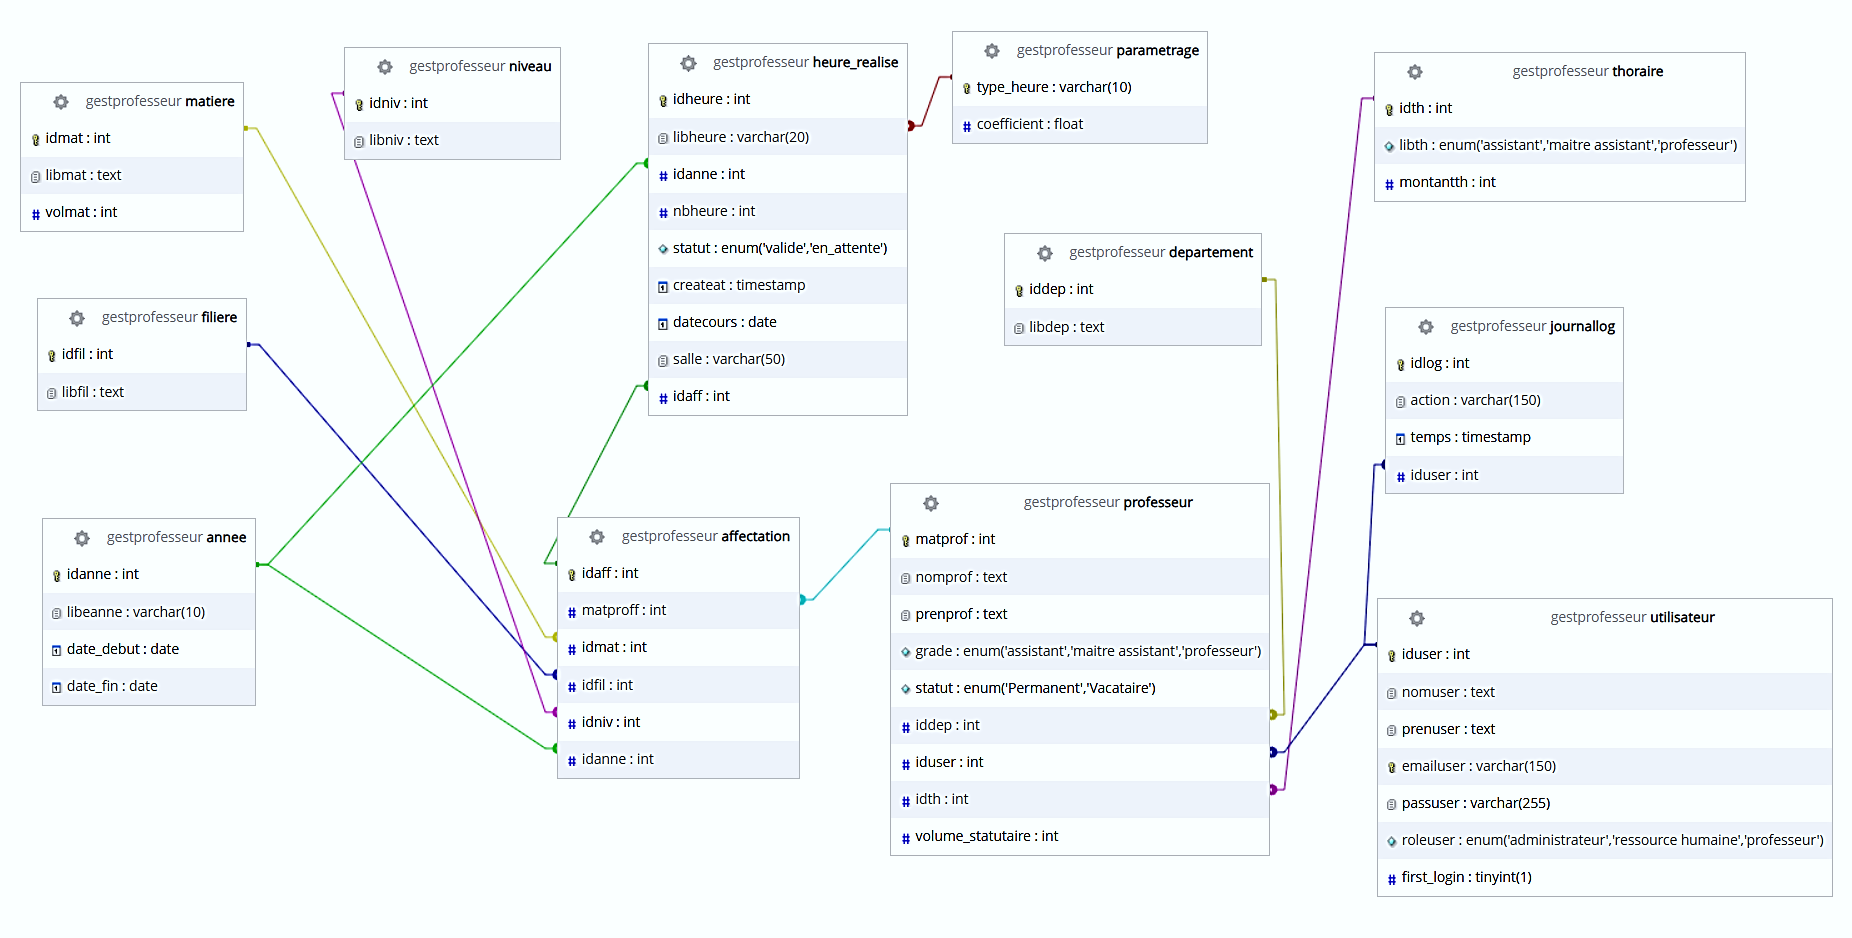 gestprofesseur matiere
idmat : int
libmat : text
volmat : int
gestprofesseur niveau
idniv : int
libniv : text
gestprofesseur heure_realise
idheure : int
libheure : varchar(20)
idanne : int
nbheure : int
statut : enum('valide','en_attente')
createat : timestamp
datecours : date
salle : varchar(50)
idaff : int
gestprofesseur parametrage
type_heure : varchar(10)
coefficient : float
gestprofesseur thoraire
idth : int
libth : enum('assistant','maitre assistant','professeur')
montantth : int
gestprofesseur departement
iddep : int
libdep : text
gestprofesseur filiere
idfil : int
libfil : text
gestprofesseur journallog
idlog : int
action : varchar(150)
temps : timestamp
iduser : int
gestprofesseur annee
idanne : int
libeanne : varchar(10)
date_debut : date
date_fin : date
gestprofesseur affectation
idaff : int
matproff : int
idmat : int
idfil : int
idniv : int
idanne : int
gestprofesseur professeur
matprof : int
nomprof : text
prenprof : text
grade : enum('assistant','maitre assistant','professeur')
statut : enum('Permanent','Vacataire')
iddep : int
iduser : int
idth : int
volume_statutaire : int
gestprofesseur utilisateur
iduser : int
nomuser : text
prenuser : text
emailuser : varchar(150)
passuser : varchar(255)
roleuser : enum('administrateur','ressource humaine','professeur')
first_login : tinyint(1)